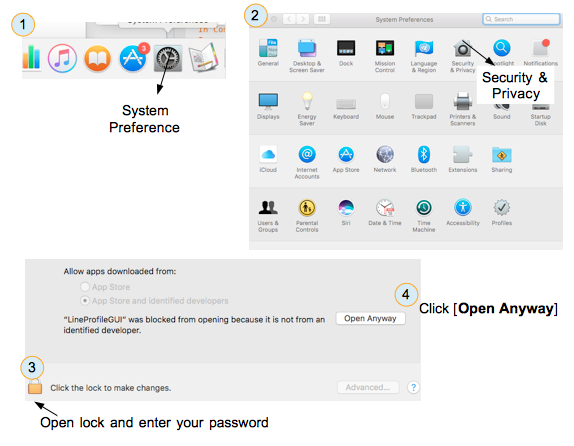 1
System Preferences
in Co
3
System
Preference
2
System Preferences
Search
General
Desktop &
Screen Saver
Dock
Mission
Control
Language
& Region
Security
& Privacy
Spotlight
Notifications
Security &
Privacy
Displays
Energy
Saver
Keyboard
Mouse
Trackpad
Printers &
Scanners
Sound
Startup
Disk
iCloud
Internet
Accounts
App Store
Network
Bluetooth
Extensions
Sharing
Users &
Groups
Parental
Controls
Siri
Date & Time
Time
Machine
Accessibility
Profiles
Allow apps downloaded from:
App Store
App Store and identified developers
"LineProfileGUI" was blocked from opening because it is not from an
identified developer.
Open Anyway
4
Click [Open Anyway]
3
Click the lock to make changes.
Advanced...
?
Open lock and enter your password